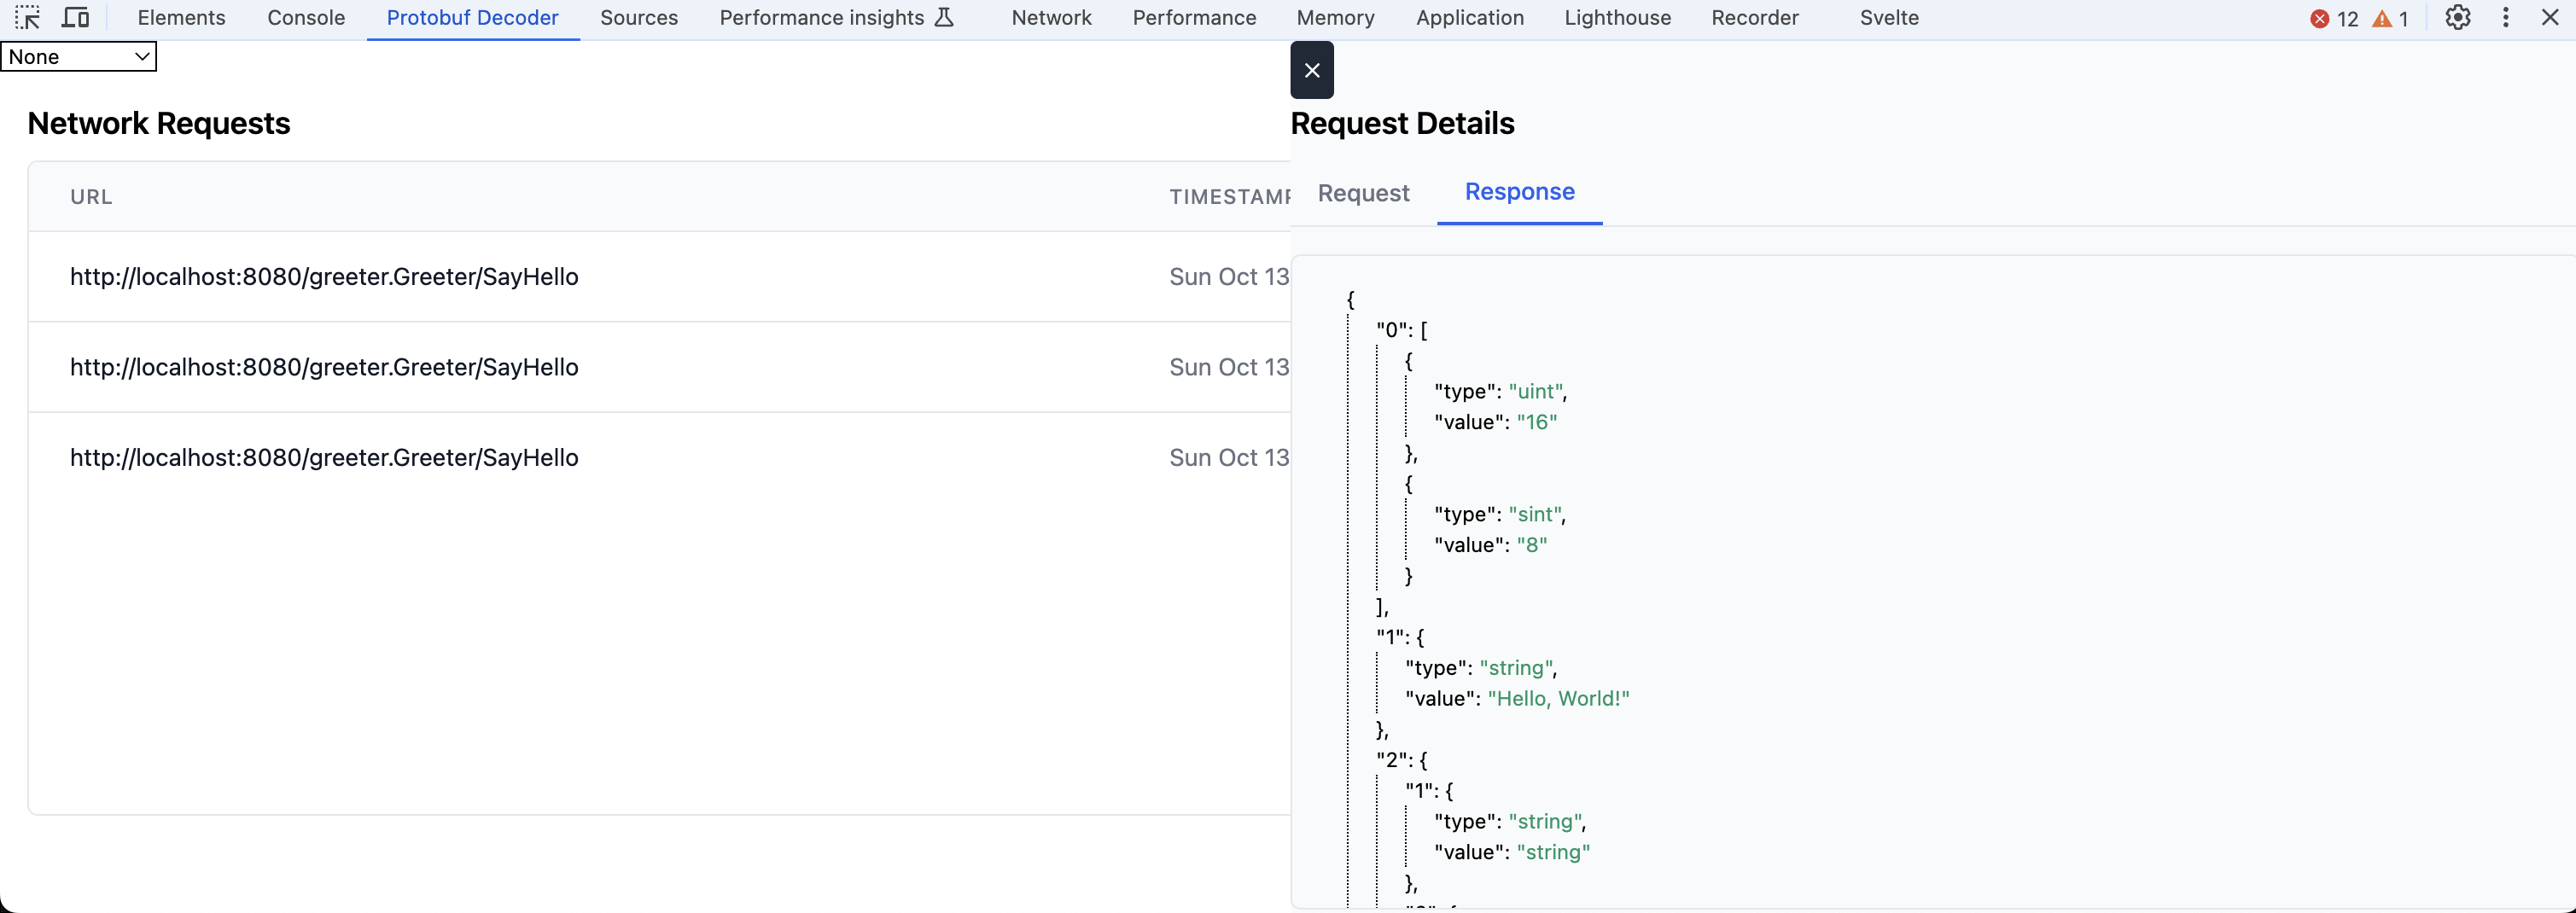 Elements Console Protobuf Decoder Sources Performance insights Network Performance Memory Application Lighthouse Recorder Svelte 12 1
None
Network Requests
URL TIMESTAMP
http://localhost:8080/greeter.Greeter/SayHello Sun Oct 13
http://localhost:8080/greeter.Greeter/SayHello Sun Oct 13
http://localhost:8080/greeter.Greeter/SayHello Sun Oct 13
Request Details
Request Response
{
"0": [
{
"type": "uint",
"value": "16"
},
{
"type": "sint",
"value": "8"
}
],
"1": {
"type": "string",
"value": "Hello, World!"
},
"2": {
"1": {
"type": "string",
"value": "string"
},